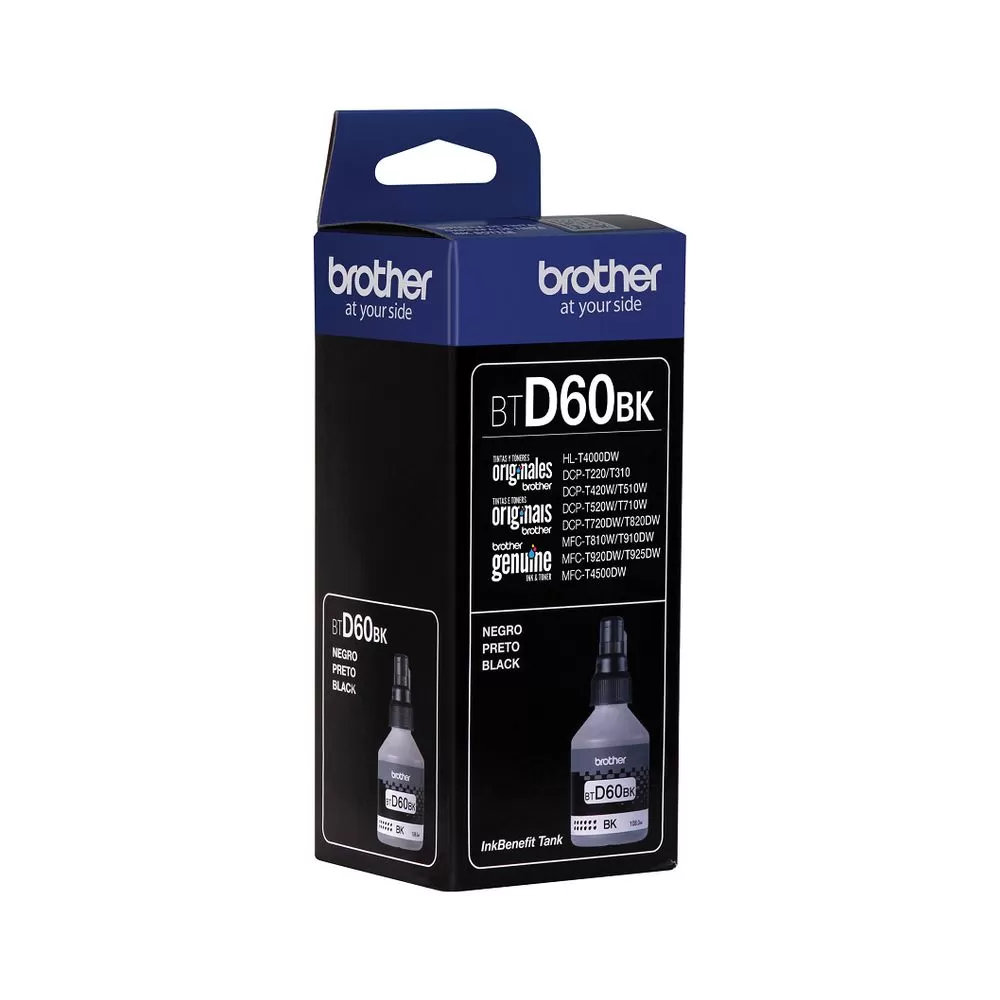 brother
at your side
BTD60BK
NEGRO
PRETO
BLACK
brother
BTD60BK
BK
brother
at your side
BTD60BK
TINTAS Y TONERES
originales
brother
TINTAS E TONERS
originais
brother
brother
genuine
INK & TONER
HL-T4000DW
DCP-T220/T310
DCP-T420W/T510W
DCP-T520W/T710W
DCP-T720DW/T820DW
MFC-T810W/T910DW
MFC-T920DW/T925DW
MFC-T4500DW
NEGRO
PRETO
BLACK
brother
BTD60BK
BK
InkBenefit Tank